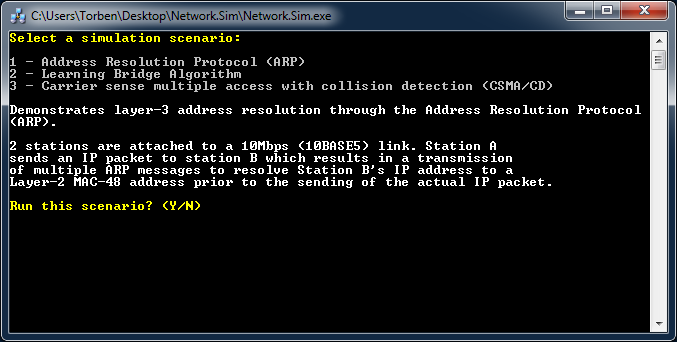 C:\Users\Torben\Desktop\Network.Sim\Network.Sim.exe
Select a simulation scenario:
1 - Address Resolution Protocol (ARP)
2 - Learning Bridge Algorithm
3 - Carrier sense multiple access with collision detection (CSMA/CD)
Demonstrates layer-3 address resolution through the Address Resolution Protocol
(ARP).
2 stations are attached to a 10Mbps (10BASE5) link. Station A
sends an IP packet to station B which results in a transmission
of multiple ARP messages to resolve Station B's IP address to a
Layer-2 MAC-48 address prior to the sending of the actual IP packet.
Run this scenario? (Y/N)